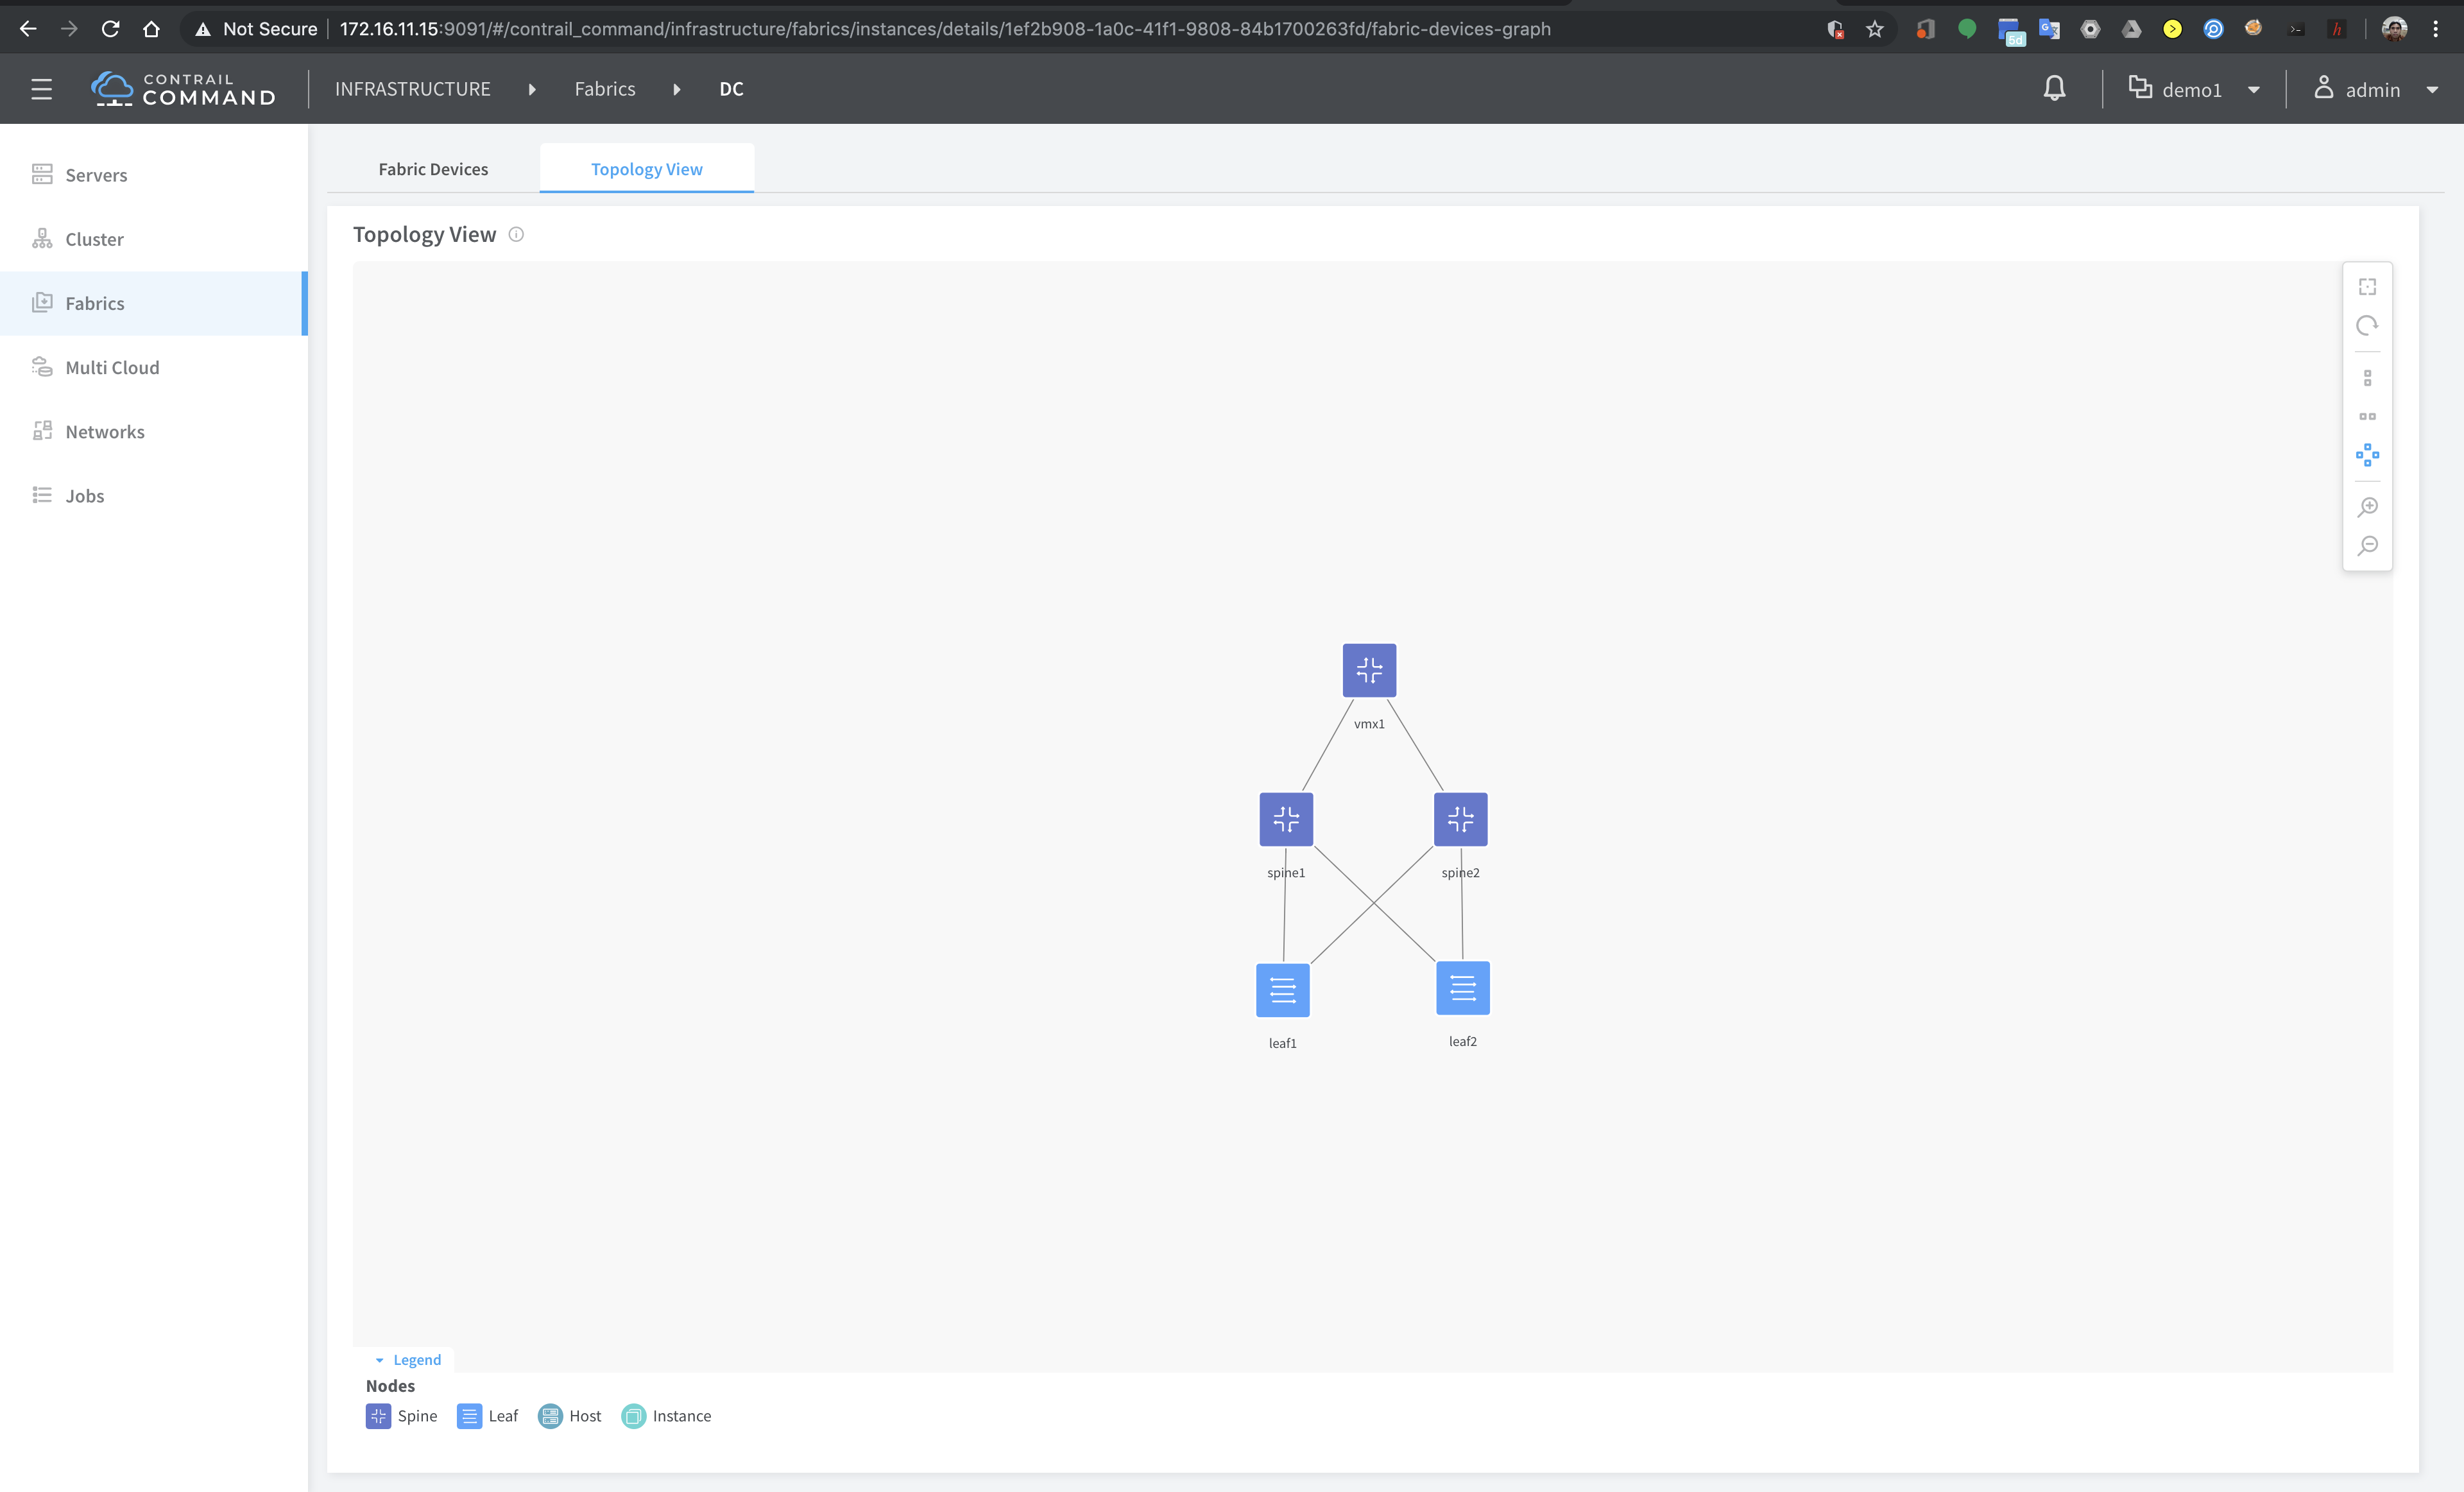 Not Secure 172.16.11.15:9091/#/contrail_command/infrastructure/fabrics/instances/details/1ef2b908-1a0c-41f1-9808-84b1700263fd/fabric-devices-graph
6d
G
h
CONTRAIL
COMMAND
INFRASTRUCTURE Fabrics DC
demo1
admin
Servers
Cluster
Fabrics
Multi Cloud
Networks
Jobs
Fabric Devices
Topology View
Topology View
vmx1
spine1
spine2
leaf1
leaf2
Legend
Nodes
Spine Leaf Host Instance